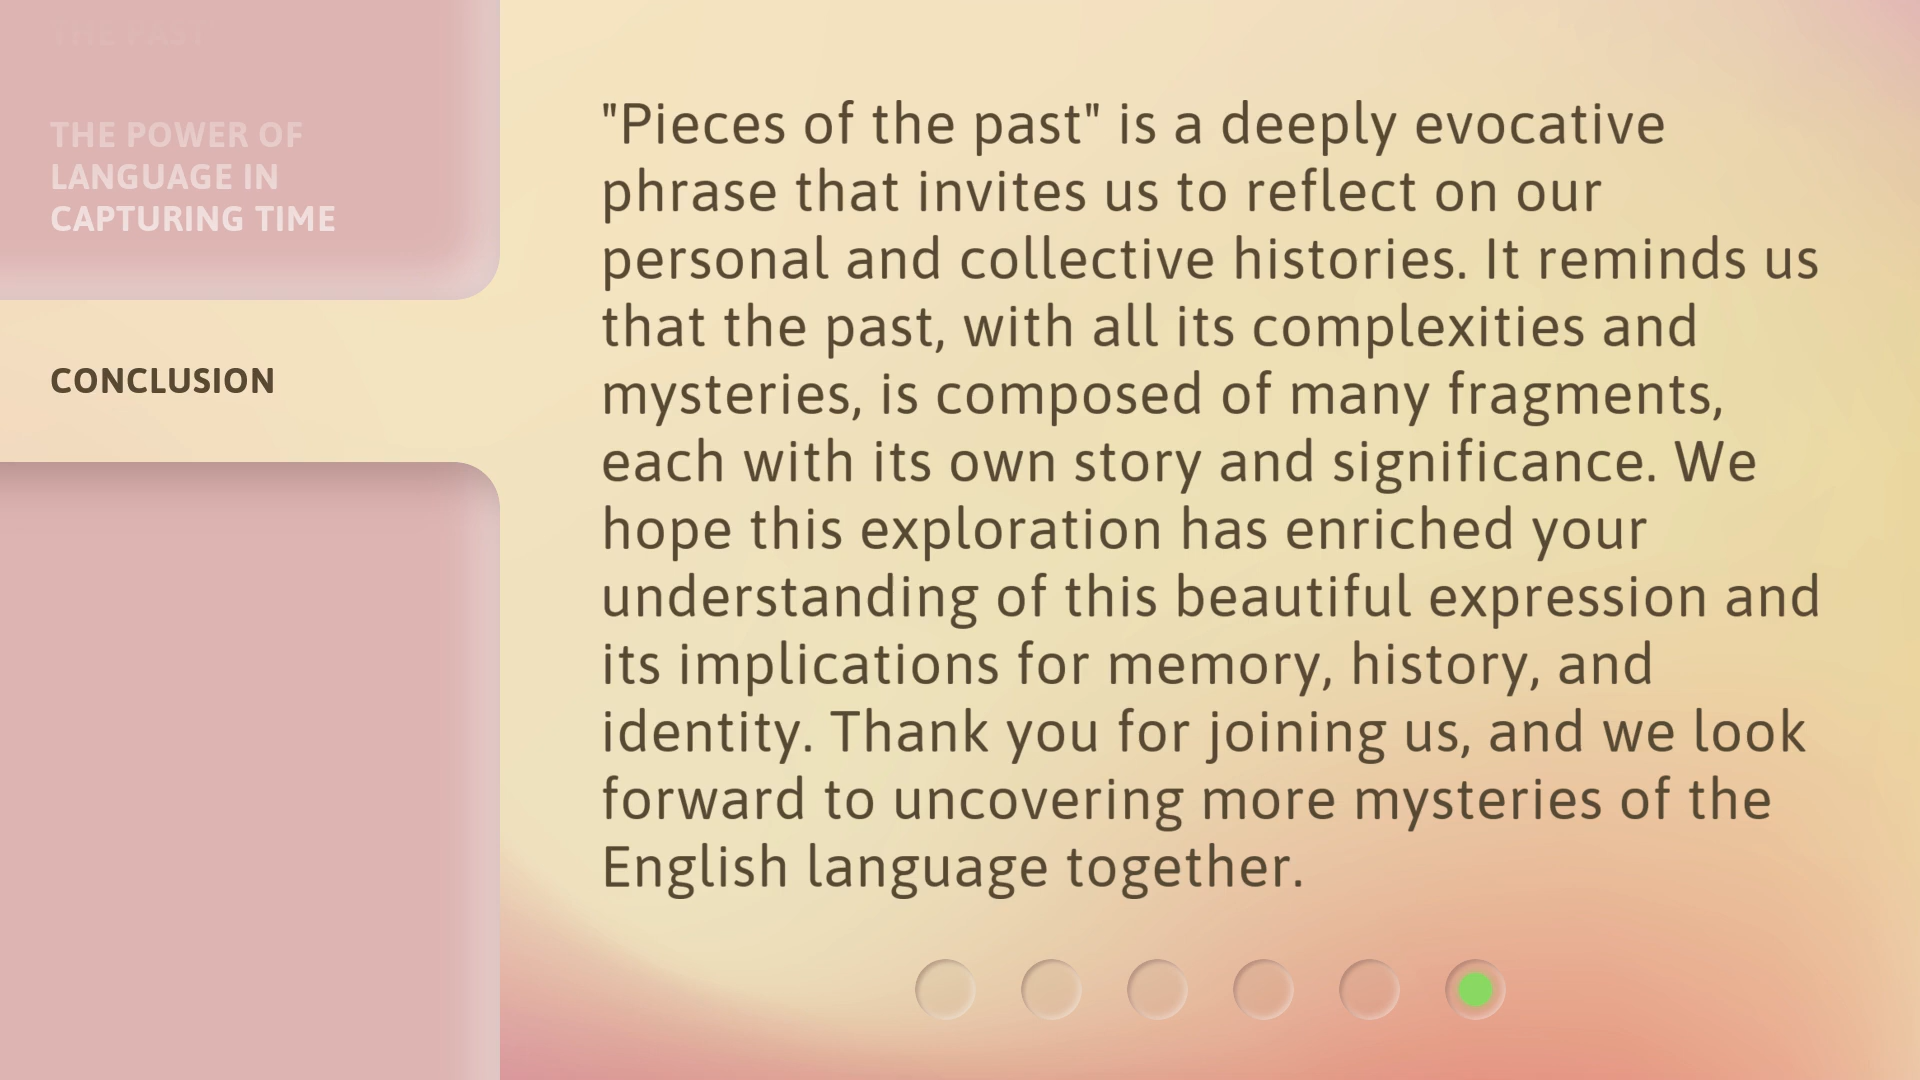 THE PAST
THE POWER OF
LANGUAGE IN
CAPTURING TIME
CONCLUSION
"Pieces of the past" is a deeply evocative
phrase that invites us to reflect on our
personal and collective histories. It reminds us
that the past, with all its complexities and
mysteries, is composed of many fragments,
each with its own story and significance. We
hope this exploration has enriched your
understanding of this beautiful expression and
its implications for memory, history, and
identity. Thank you for joining us, and we look
forward to uncovering more mysteries of the
English language together.